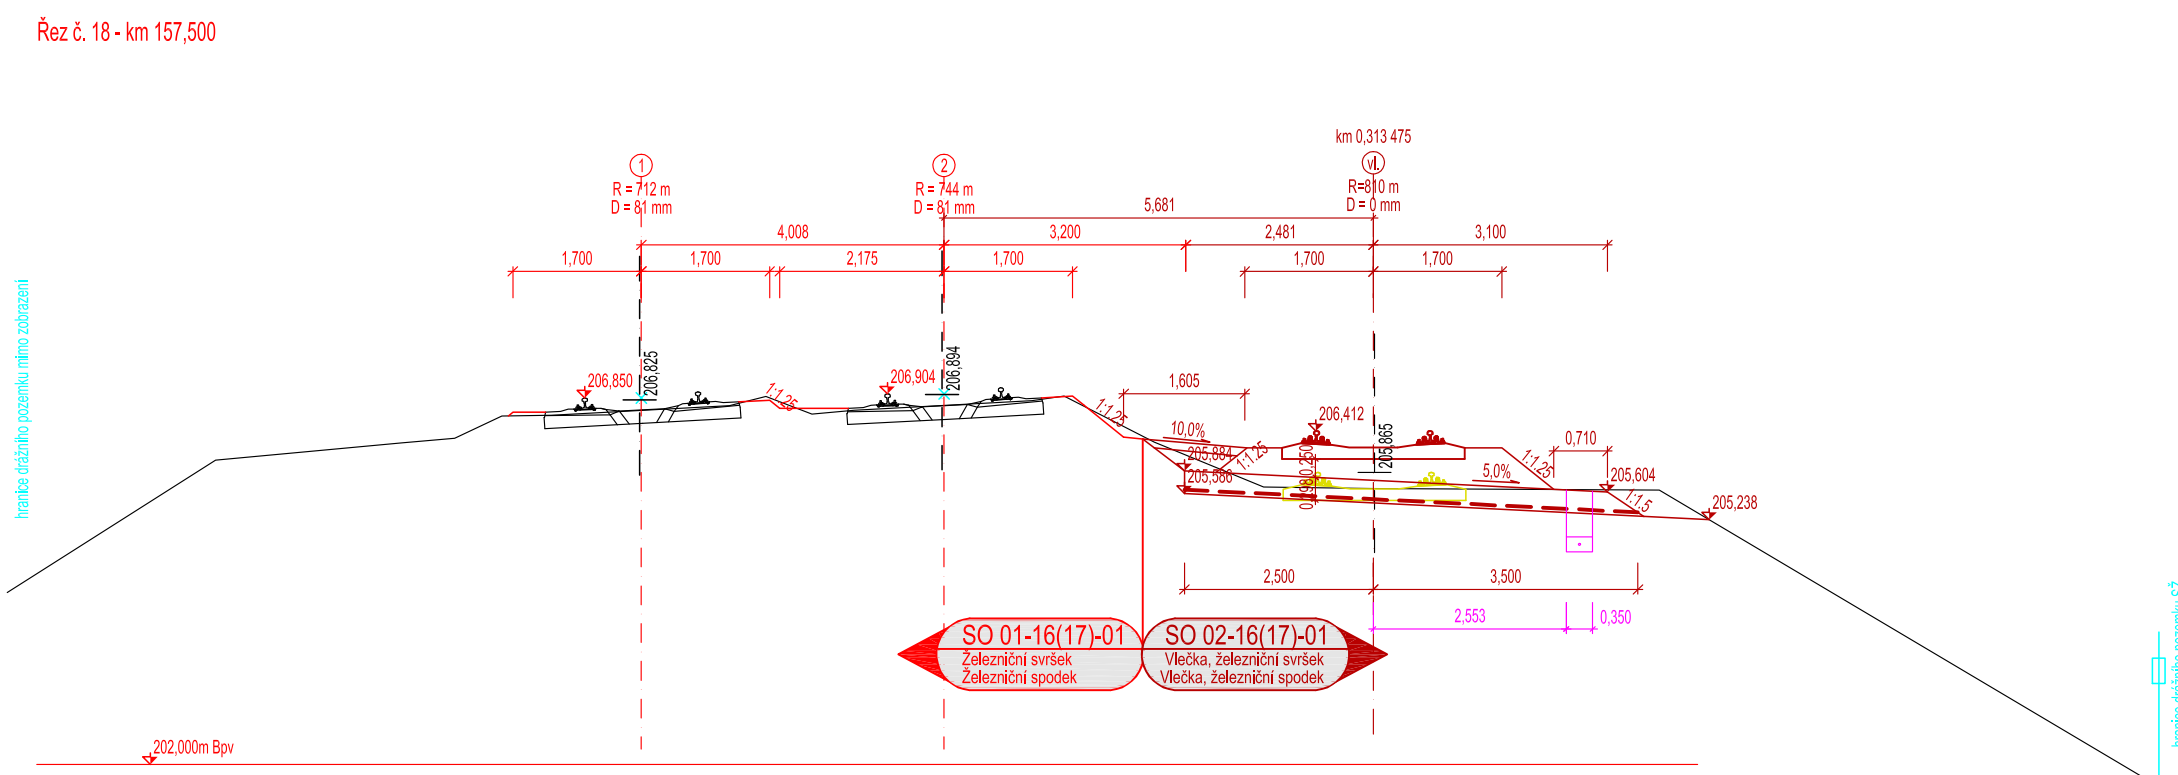 Řez č. 18 - km 157,500
km 0,313 475
1
2
vl.
R = 712 m
D = 81 mm
R = 744 m
D = 81 mm
R=810 m
D = 0 mm
5,681
4,008
3,200
2,481
3,100
1,700
1,700
2,175
1,700
1,700
1,700
hranice drážního pozemku mimo zobrazení
206,850
206,825
1:1.25
206,904
206,894
1:1.25
1,605
10,0%
1:1.25
206,412
205,865
0,250
0,298
205,884
205,586
5,0%
1:1.25
0,710
205,604
1:1.5
205,238
2,500
3,500
2,553
0,350
SO 01-16(17)-01
Železniční svršek
Železniční spodek
SO 02-16(17)-01
Vlečka, železniční svršek
Vlečka, železniční spodek
202,000m Bpv